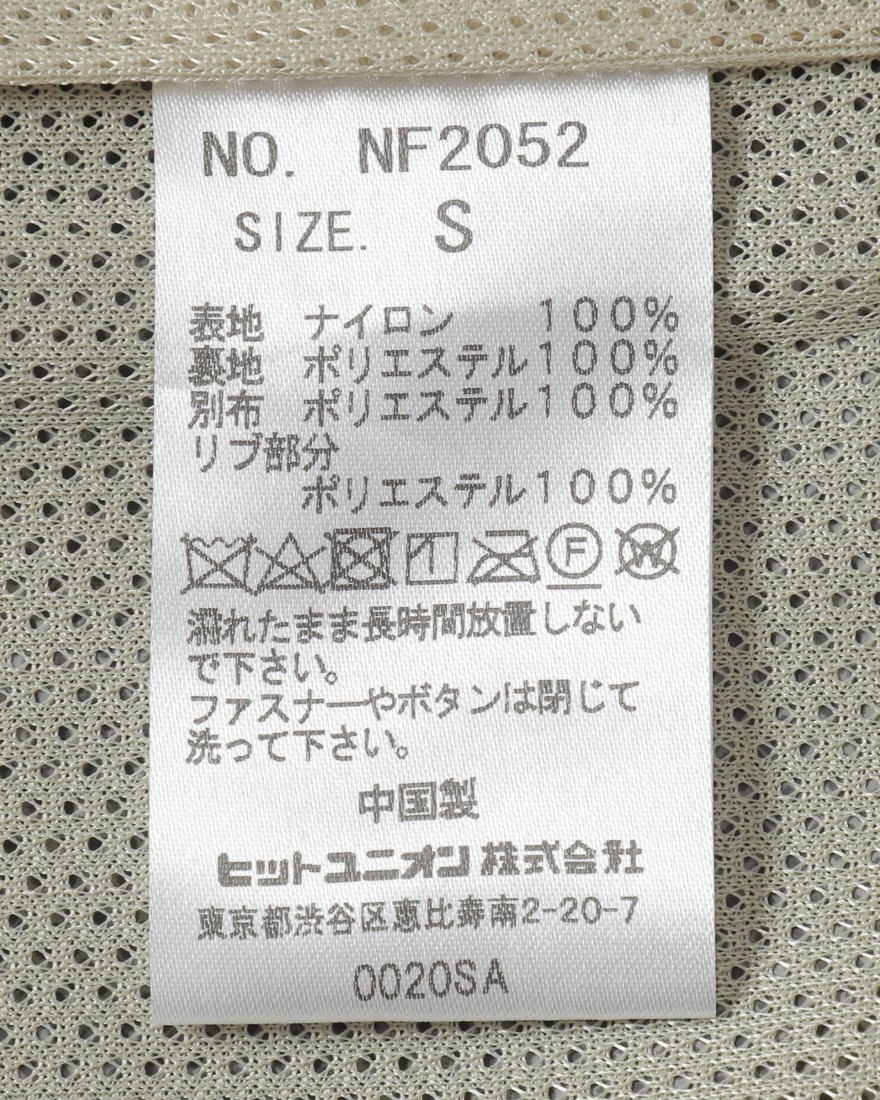 NO. NF2052
SIZE. S
表地 ナイロン 100%
裏地 ポリエステル100%
別布 ポリエステル100%
リブ部分
ポリエステル100%
F W
濡れたまま長時間放置しない
で下さい。
ファスナーやボタンは閉じて
洗って下さい。
中国製
ヒットユニオン株式会社
東京都渋谷区恵比寿南2-20-7
0020SA